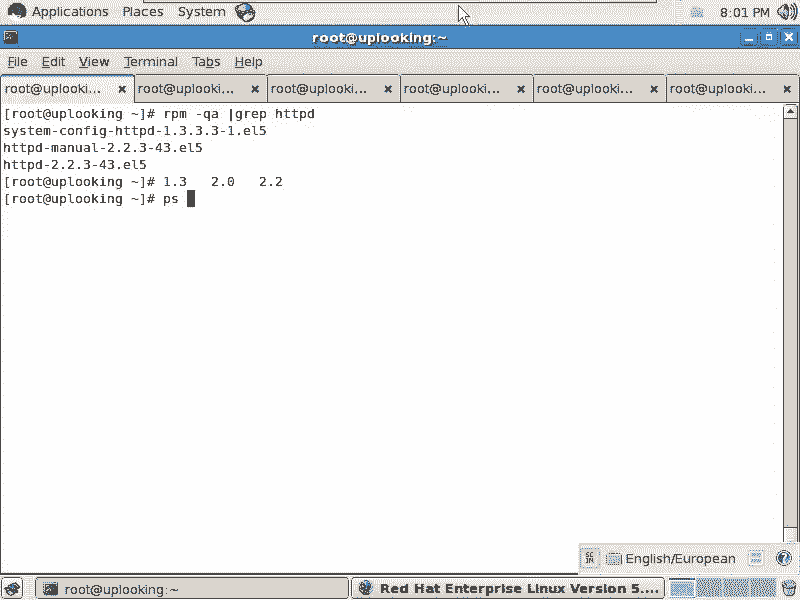 Applications Places System 8:01 PM
root@uplooking:~
File Edit View Terminal Tabs Help
root@uplooki... root@uplooki... root@uplooki... root@uplooki... root@uplooki... root@uplooki...
[root@uplooking ~]# rpm -qa |grep httpd
system-config-httpd-1.3.3.3-1.el5
httpd-manual-2.2.3-43.el5
httpd-2.2.3-43.el5
[root@uplooking ~]# 1.3   2.0   2.2
[root@uplooking ~]# ps
English/European
root@uplooking:~ Red Hat Enterprise Linux Version 5....